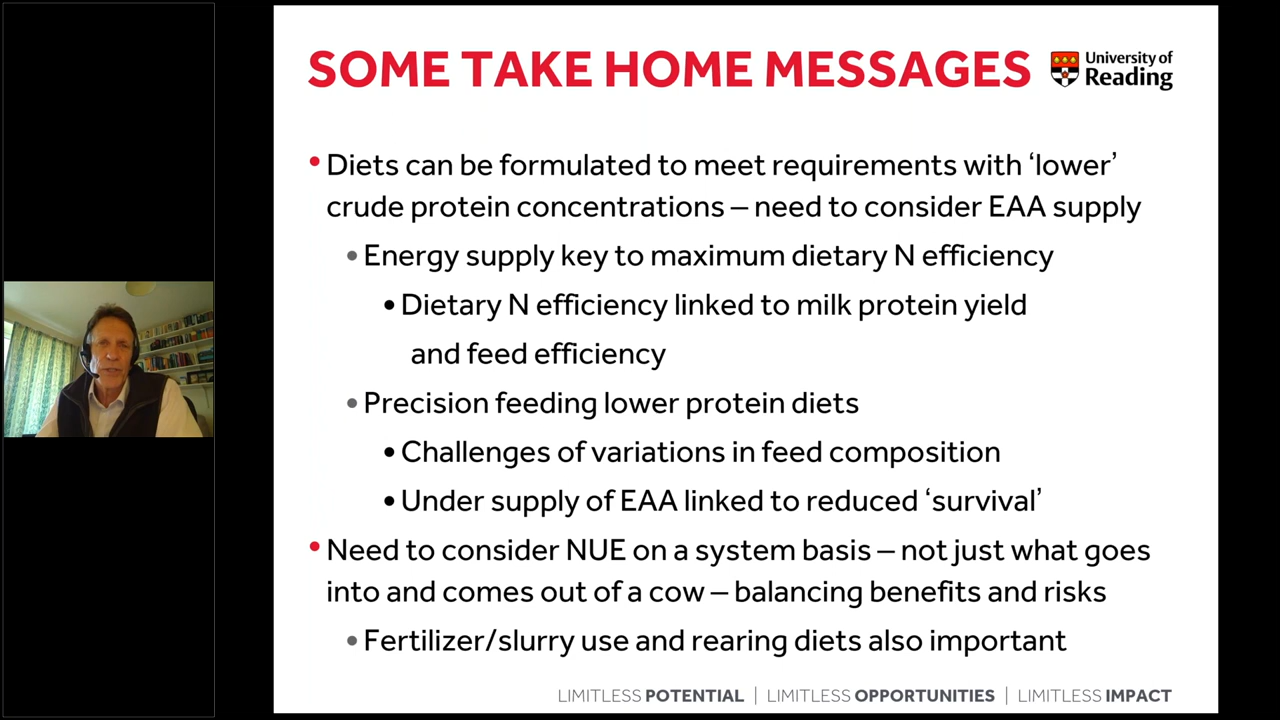 SOME TAKE HOME MESSAGES
University of
Reading
• Diets can be formulated to meet requirements with ‘lower’
crude protein concentrations – need to consider EAA supply
• Energy supply key to maximum dietary N efficiency
• Dietary N efficiency linked to milk protein yield
and feed efficiency
• Precision feeding lower protein diets
• Challenges of variations in feed composition
• Under supply of EAA linked to reduced ‘survival’
• Need to consider NUE on a system basis – not just what goes
into and comes out of a cow – balancing benefits and risks
• Fertilizer/slurry use and rearing diets also important
LIMITLESS POTENTIAL | LIMITLESS OPPORTUNITIES | LIMITLESS IMPACT